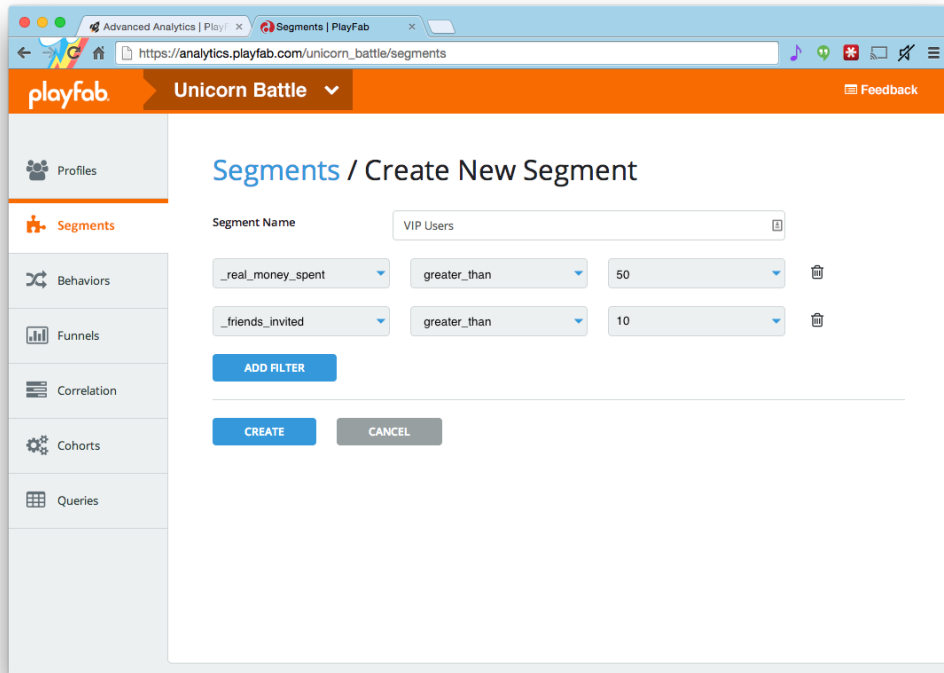 Advanced Analytics | PlayF
Segments | PlayFab
https://analytics.playfab.com/unicorn_battle/segments
playfab.
Unicorn Battle
Feedback
Profiles
Segments
Behaviors
Funnels
Correlation
Cohorts
Queries
Segments / Create New Segment
Segment Name
VIP Users
_real_money_spent greater_than 50
_friends_invited greater_than 10
ADD FILTER
CREATE CANCEL